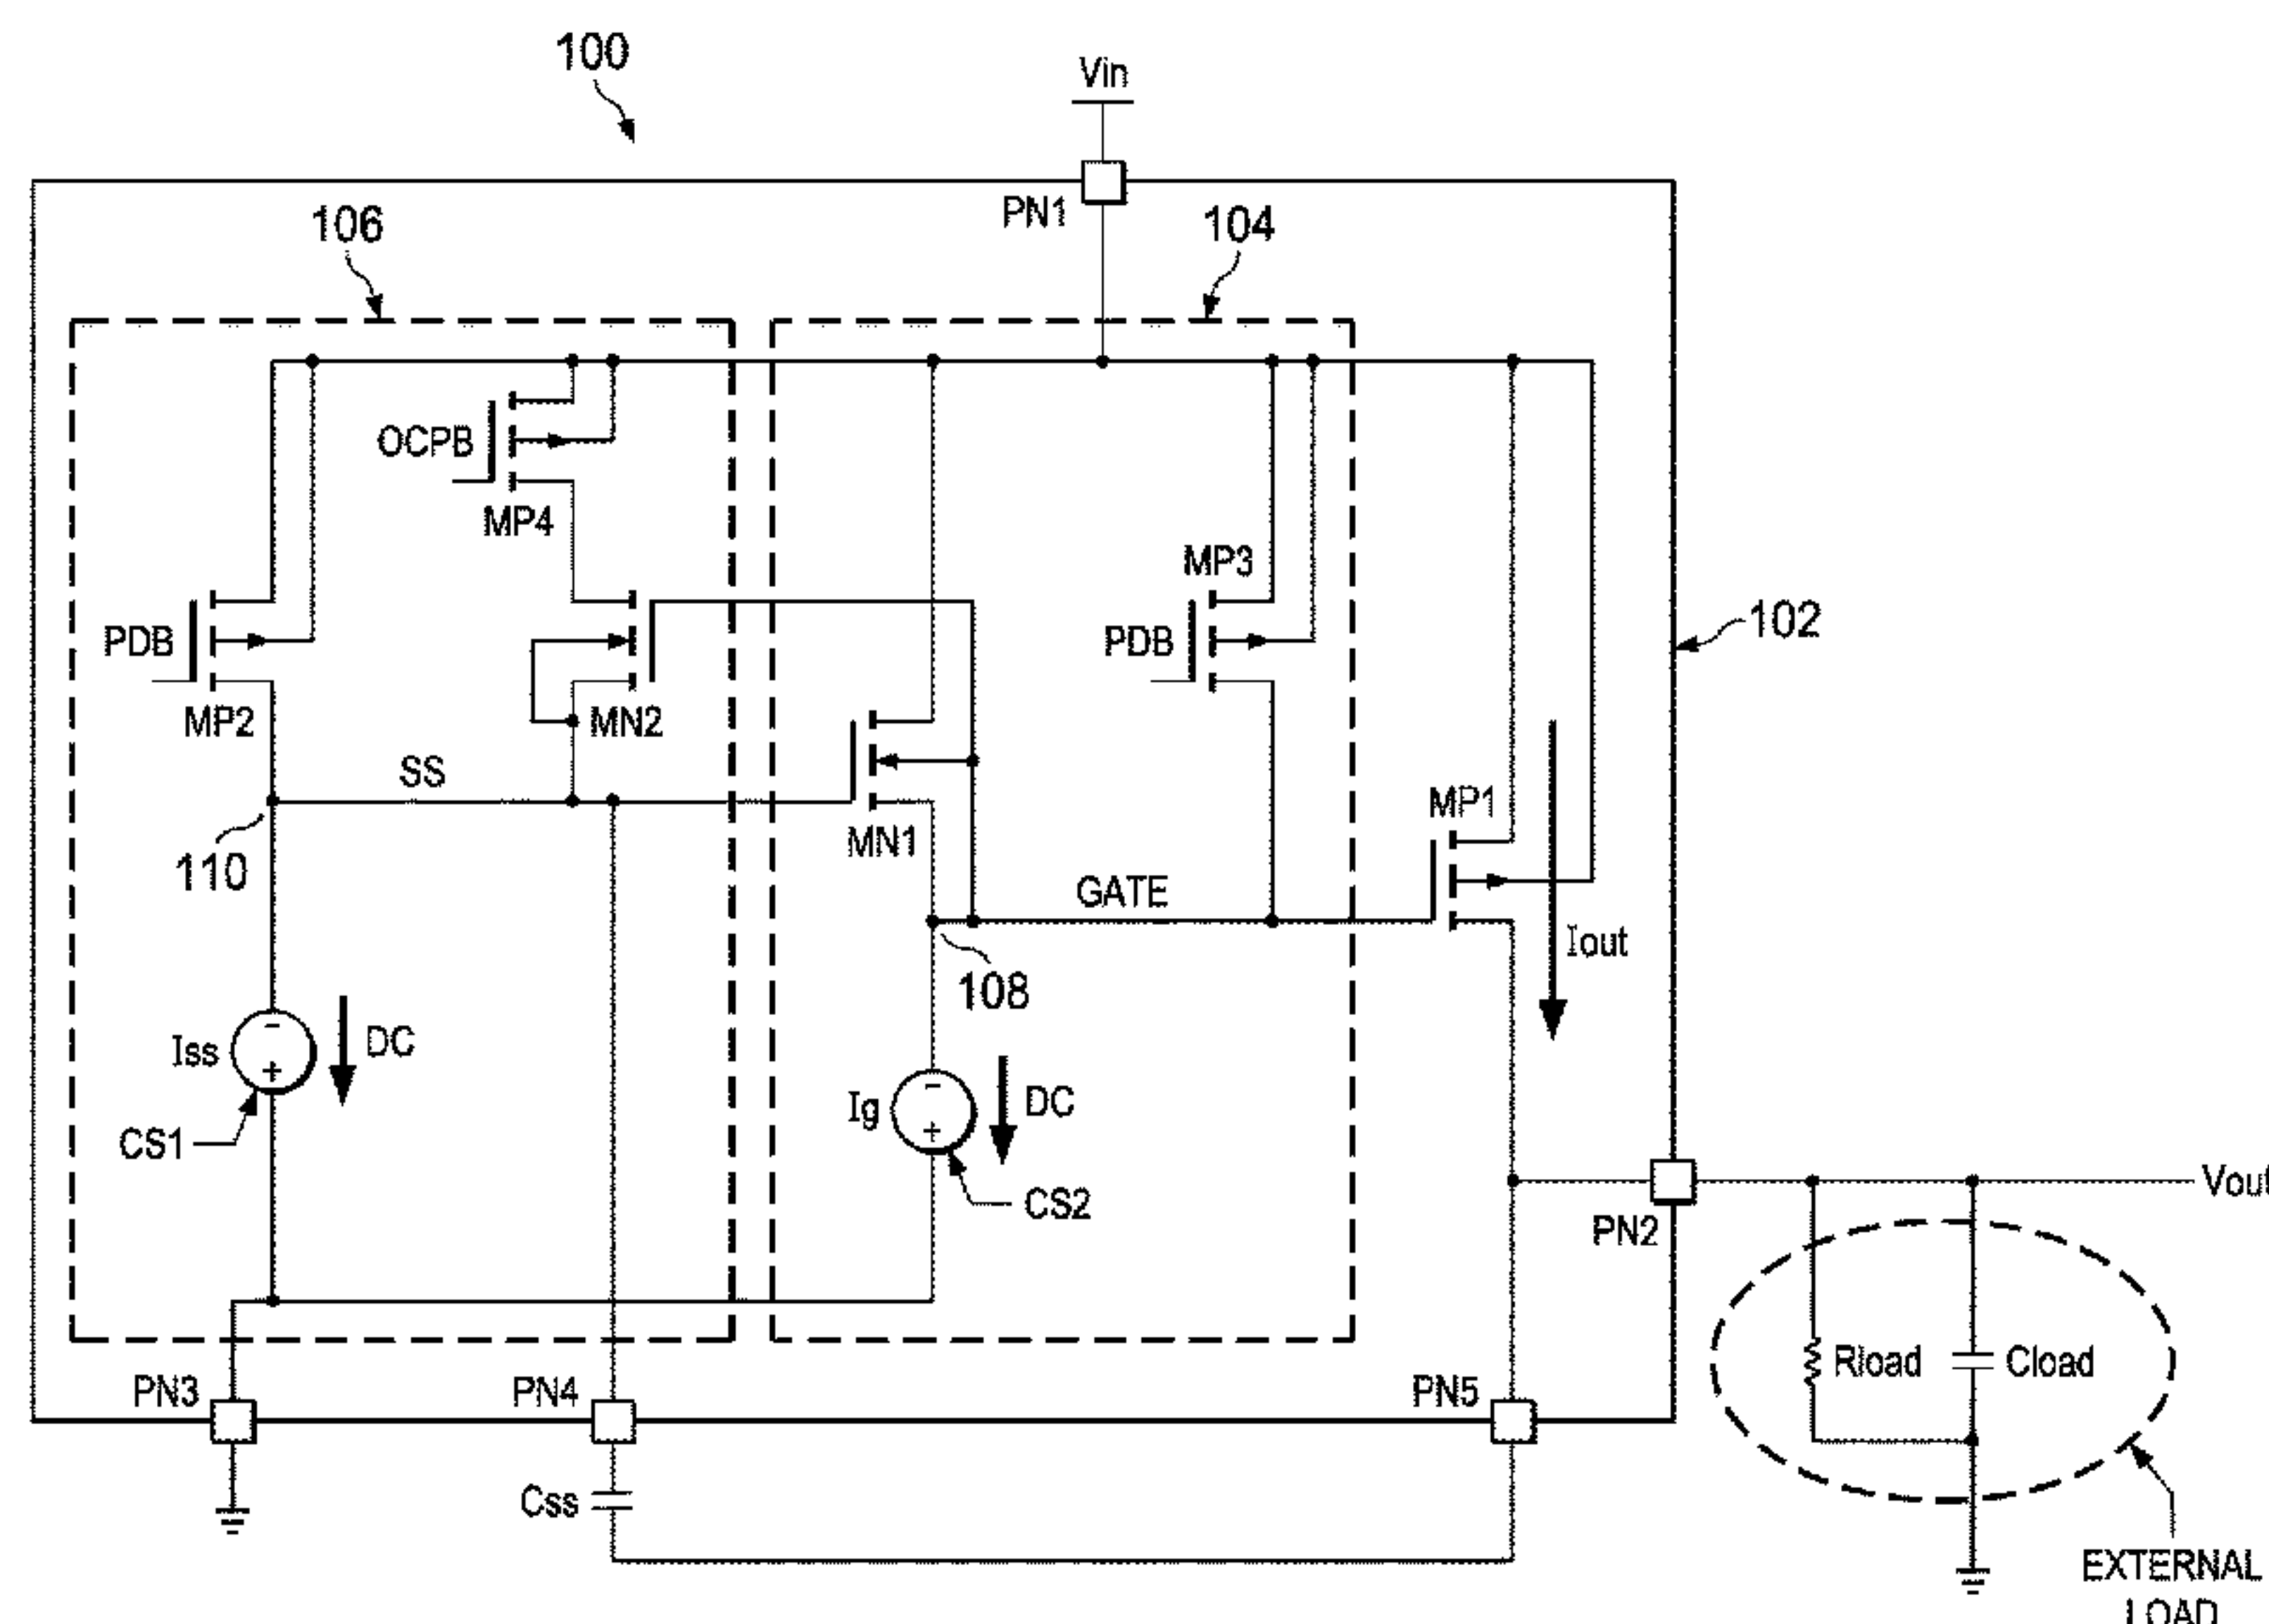 100
Vin
PN1
106
104
OCPB
MP4
MP3
PDB
PDB
102
MP2
MN2
SS
MP1
MN1
110
GATE
Iout
108
Iss
-
+
DC
Ig
-
+
DC
CS1
CS2
Vout
PN2
PN3
PN4
PN5
Rload
Cload
Css
EXTERNAL
LOAD